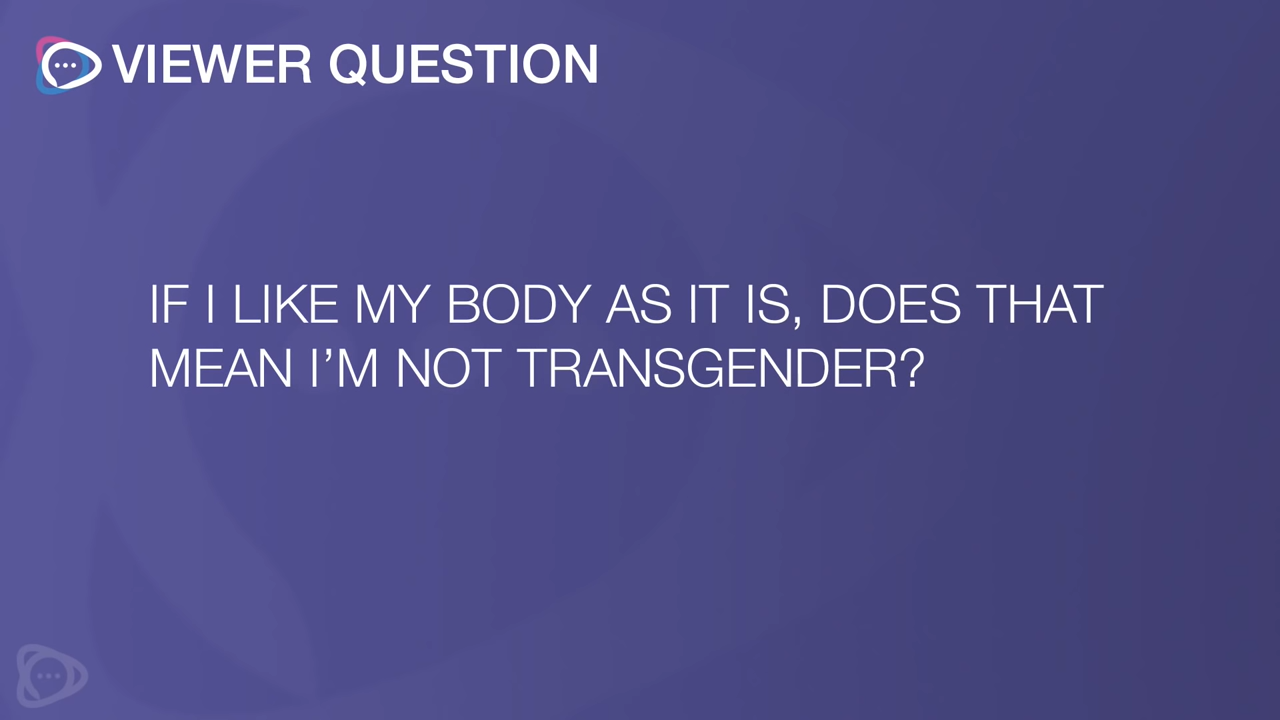 VIEWER QUESTION
IF I LIKE MY BODY AS IT IS, DOES THAT
MEAN I’M NOT TRANSGENDER?